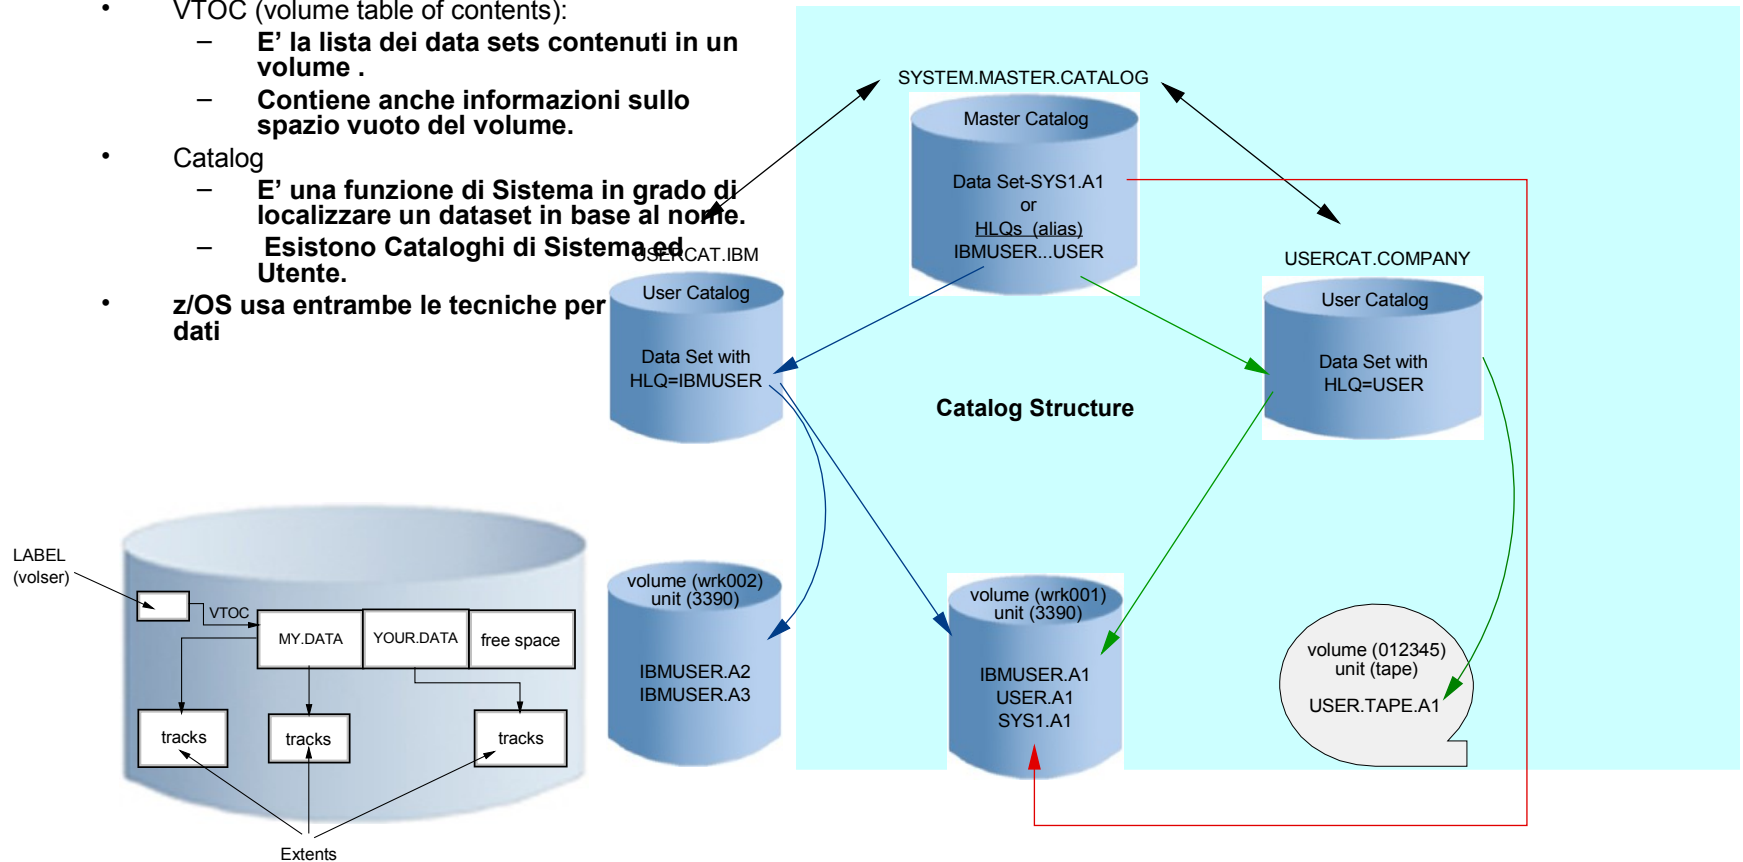 • VTOC (volume table of contents):
– E' la lista dei data sets contenuti in un
volume .
– Contiene anche informazioni sullo
spazio vuoto del volume.
• Catalog
– E' una funzione di Sistema in grado di
localizzare un dataset in base al nome.
– Esistono Cataloghi di Sistema ed
Utente.
• z/OS usa entrambe le tecniche per
dati
SYSTEM.MASTER.CATALOG
Master Catalog
Data Set-SYS1.A1
or
HLQs (alias)
IBMUSER...USER
USERCAT.IBM
User Catalog
Data Set with
HLQ=IBMUSER
USERCAT.COMPANY
User Catalog
Data Set with
HLQ=USER
Catalog Structure
LABEL
(volser)
VTOC
MY.DATA
YOUR.DATA
free space
tracks
tracks
tracks
Extents
volume (wrk002)
unit (3390)
IBMUSER.A2
IBMUSER.A3
volume (wrk001)
unit (3390)
IBMUSER.A1
USER.A1
SYS1.A1
volume (012345)
unit (tape)
USER.TAPE.A1